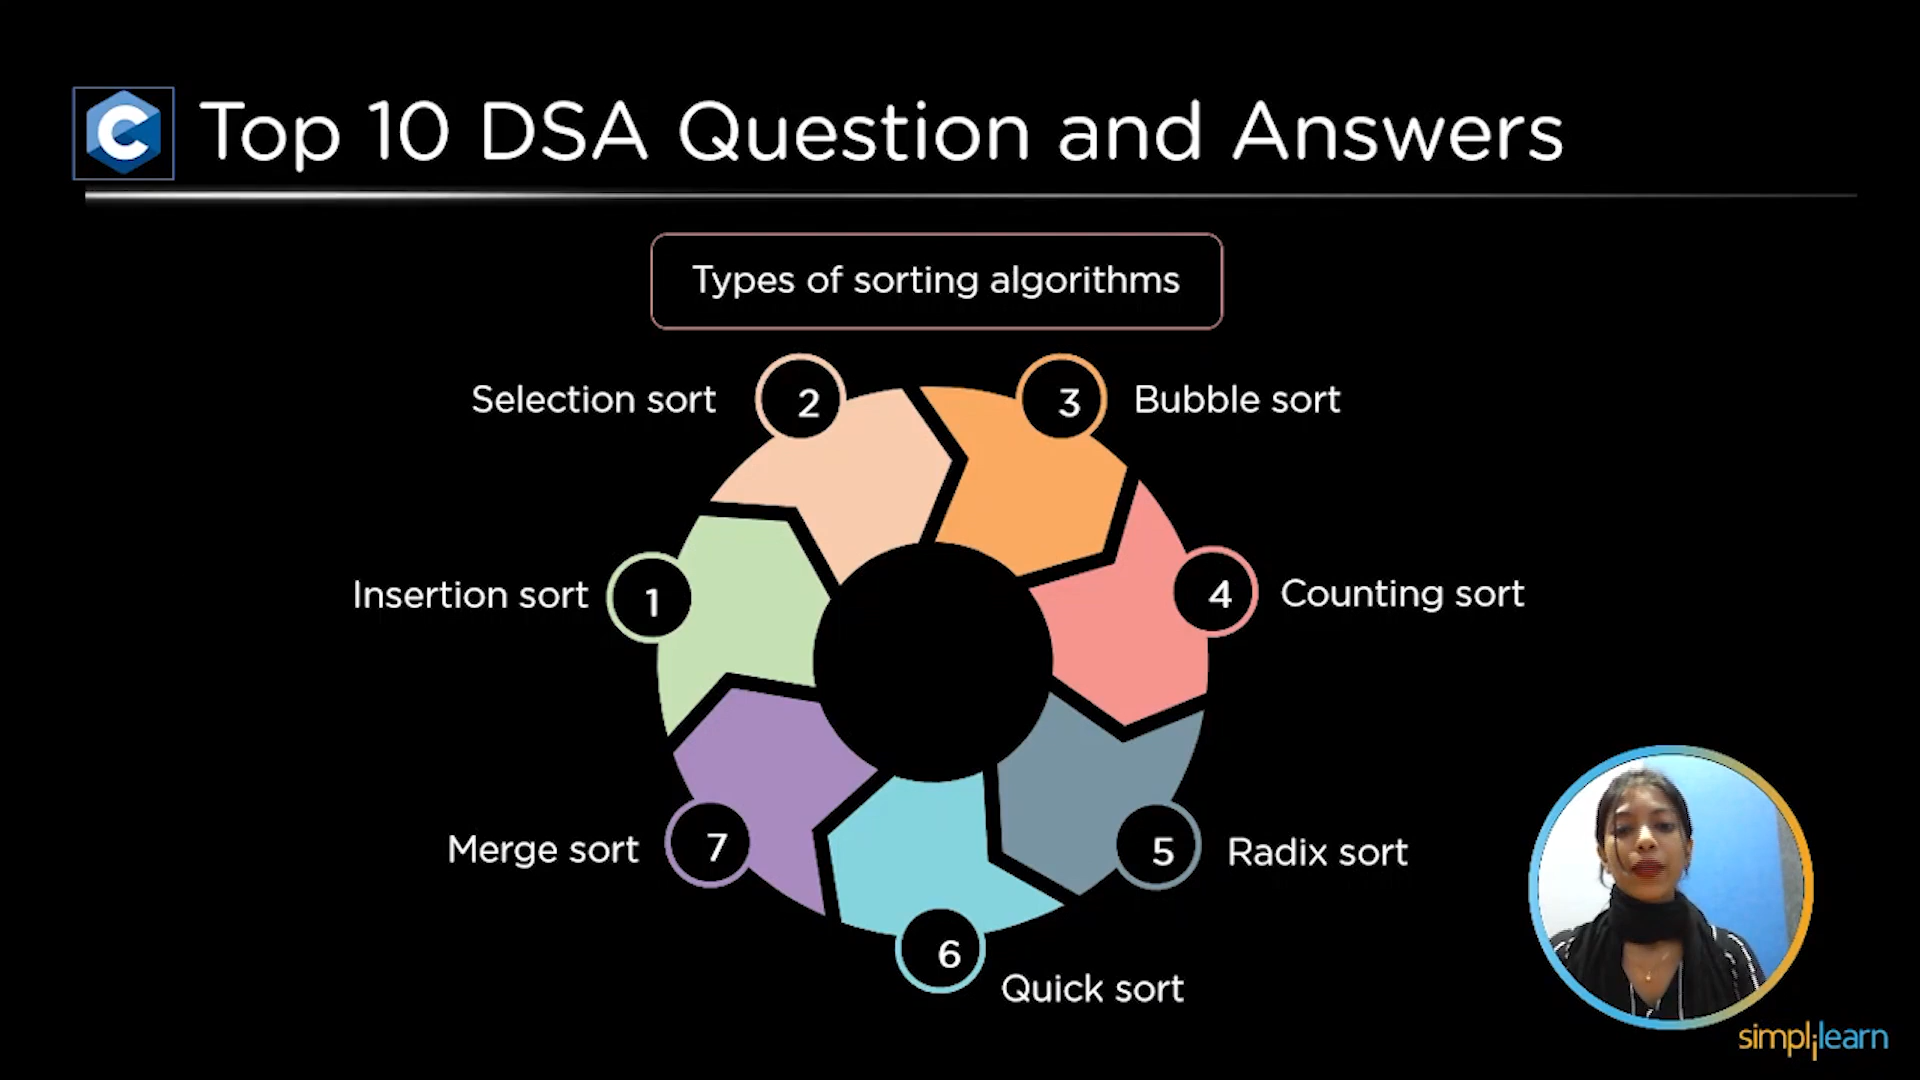 C Top 10 DSA Question and Answers
Types of sorting algorithms
Selection sort 2
3 Bubble sort
Insertion sort 1
4 Counting sort
Merge sort 7
5 Radix sort
6
Quick sort
simplilearn